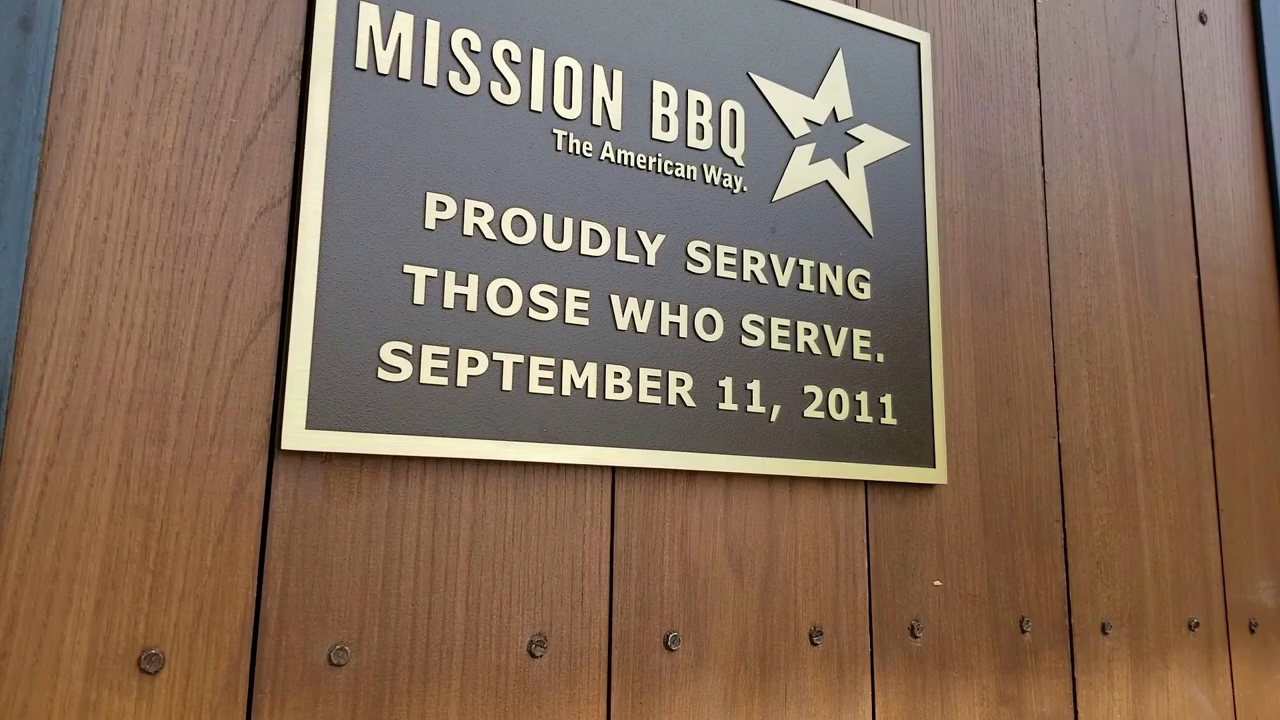 MISSION BBQ
The American Way.
PROUDLY SERVING
THOSE WHO SERVE.
SEPTEMBER 11, 2011